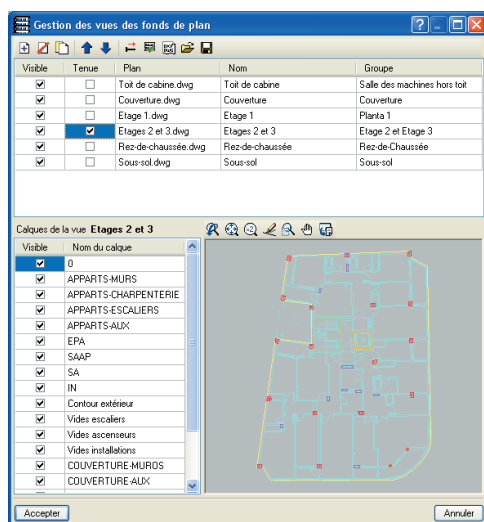 Gestion des vues des fonds de plan
Visible Tenue Plan Nom Groupe
Toit de cabine.dwg Toit de cabine Salle des machines hors toit
Couverture.dwg Couverture Couverture
Etage 1.dwg Etage 1 Planta 1
Etages 2 et 3.dwg Etages 2 et 3 Etage 2 et Etage 3
Rez-de-chaussée.dwg Rez-de-chaussée Rez-de-Chaussée
Sous-sol.dwg Sous-sol Sous-sol
Calques de la vue Etages 2 et 3
Visible Nom du calque
0
APPARTS-MURS
APPARTS-CHARPENTERIE
APPARTS-ESCALIERS
APPARTS-AUX
EPA
SAAP
SA
IN
Contour extérieur
Vides escaliers
Vides ascenseurs
Vides installations
COUVERTURE-MUROS
COUVERTURE-AUX
Accepter Annuler